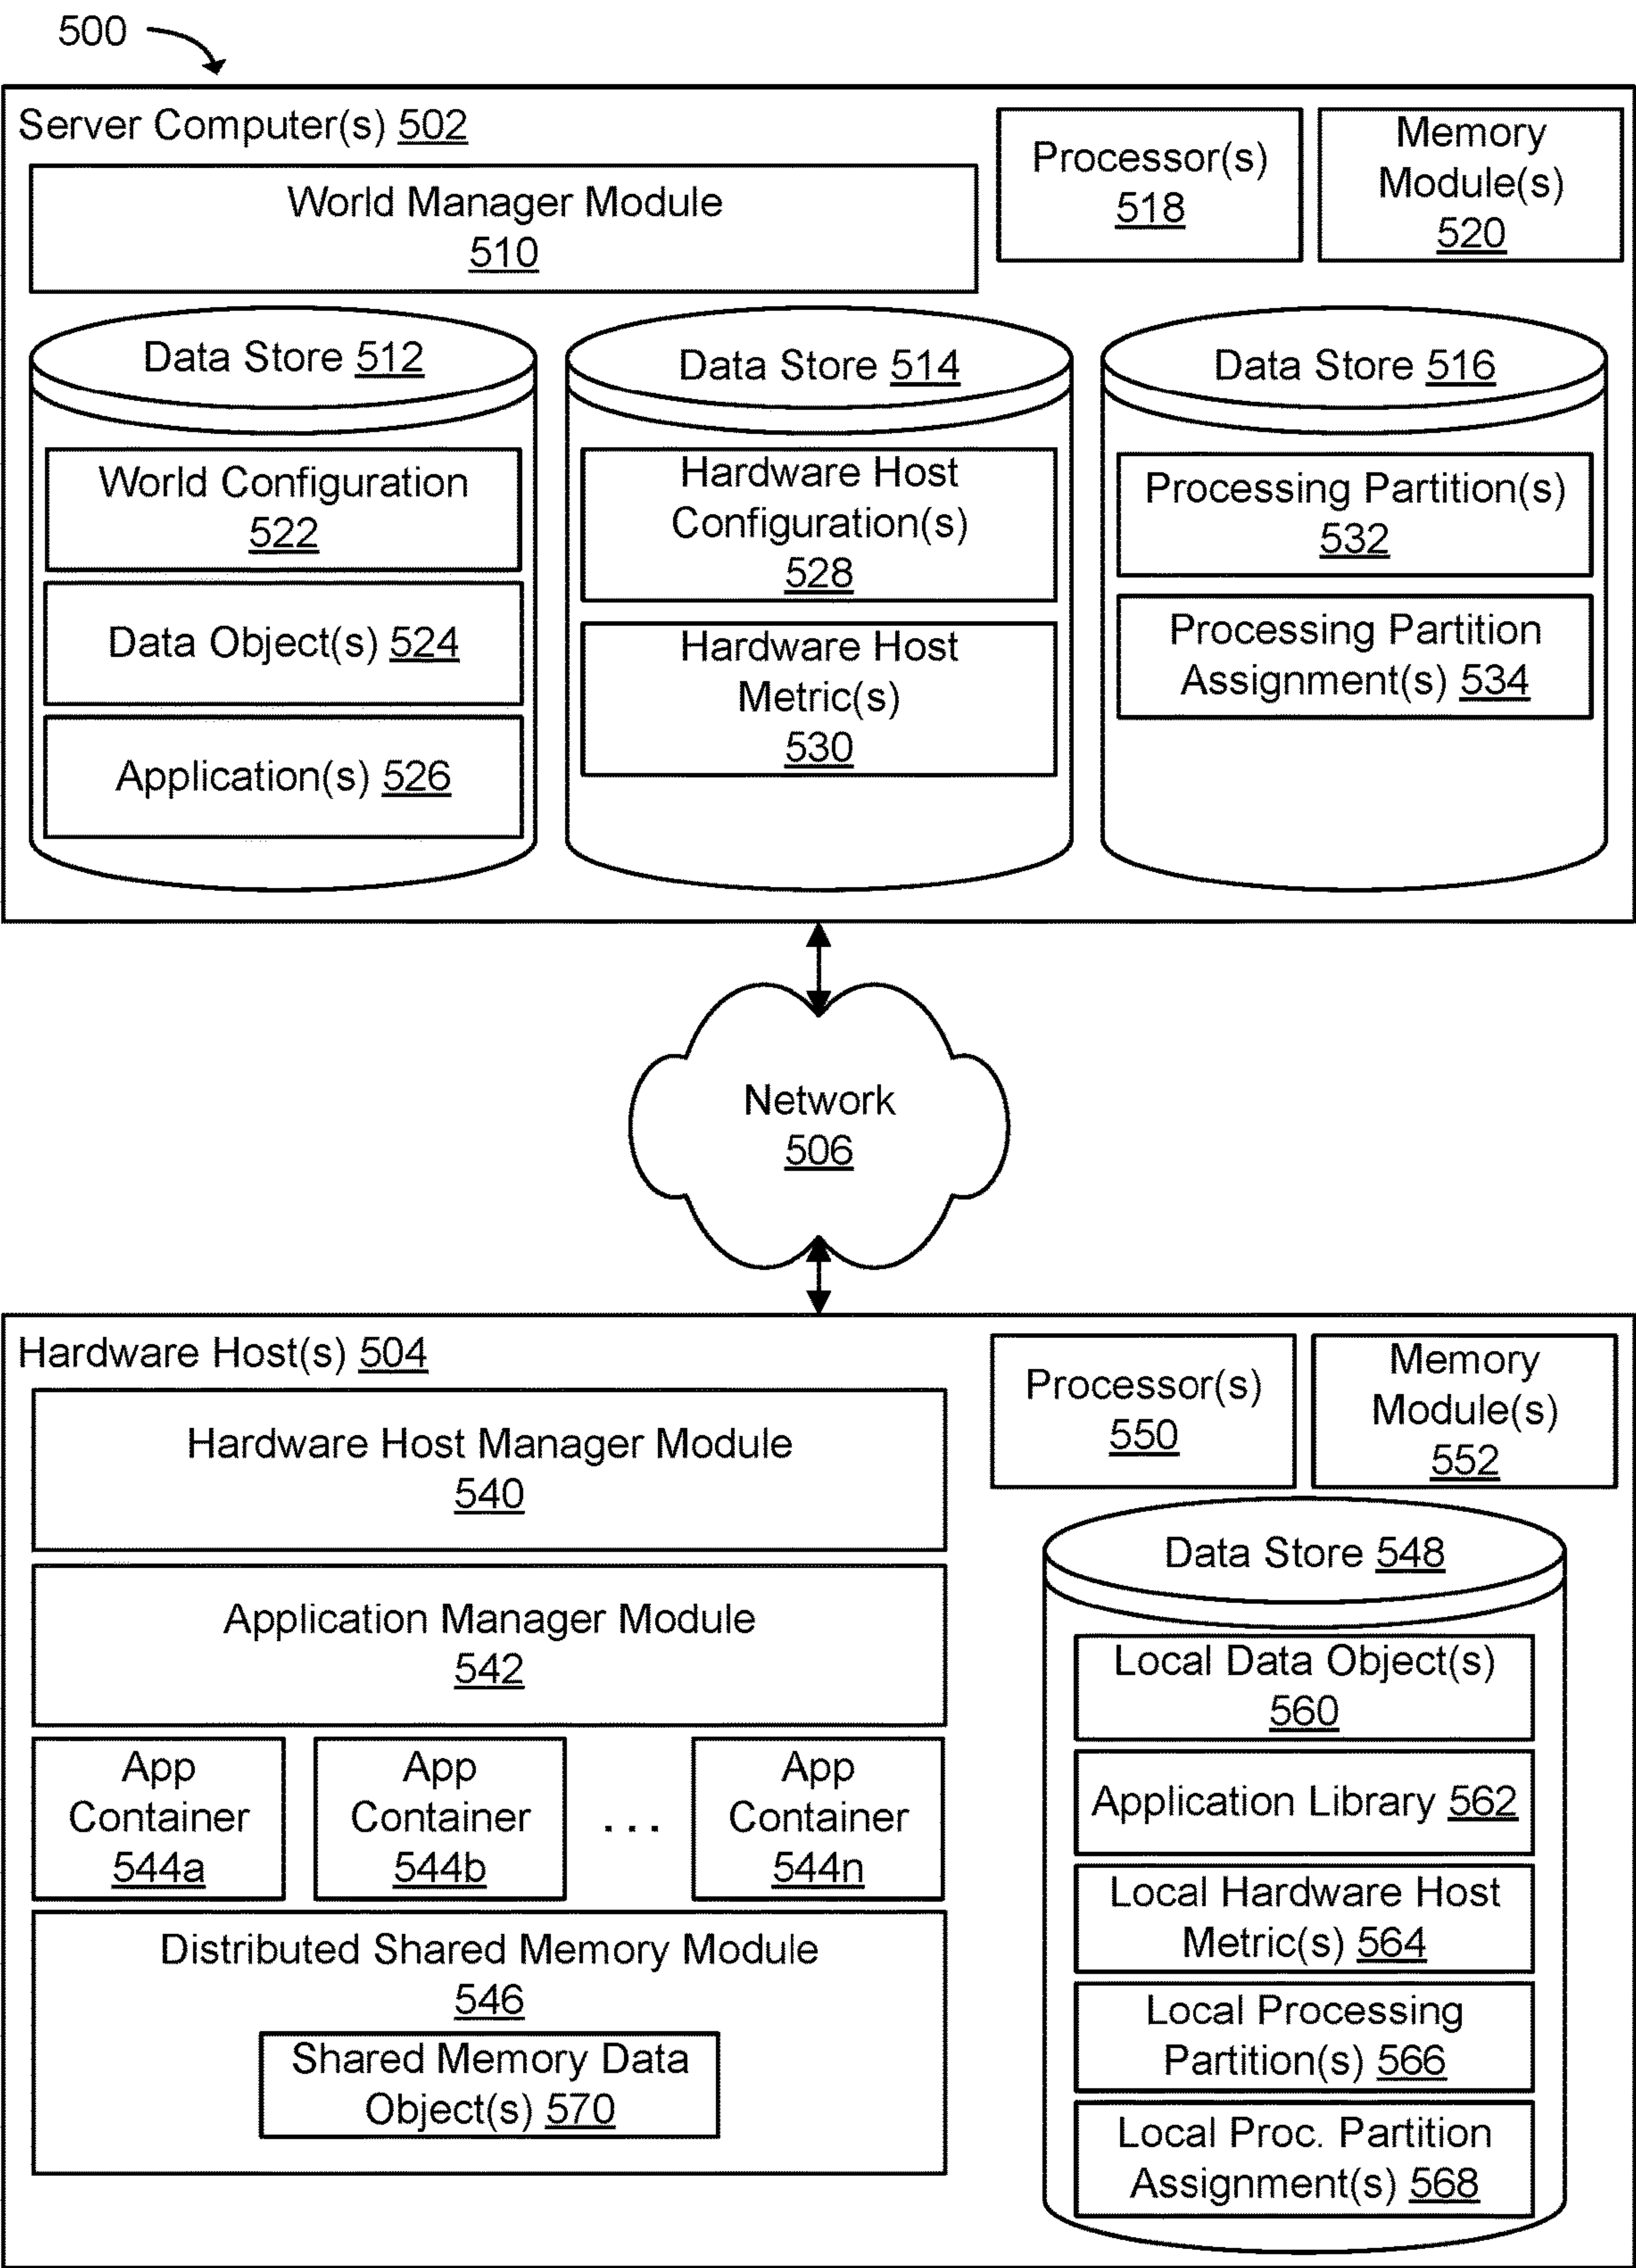 500
Server Computer(s) 502
World Manager Module
510
Processor(s)
518
Memory
Module(s)
520
Data Store 512
World Configuration
522
Data Object(s) 524
Application(s) 526
Data Store 514
Hardware Host
Configuration(s)
528
Hardware Host
Metric(s)
530
Data Store 516
Processing Partition(s)
532
Processing Partition
Assignment(s) 534
Network
506
Hardware Host(s) 504
Hardware Host Manager Module
540
Application Manager Module
542
App
Container
544a
App
Container
544b
...
App
Container
544n
Distributed Shared Memory Module
546
Shared Memory Data
Object(s) 570
Processor(s)
550
Memory
Module(s)
552
Data Store 548
Local Data Object(s)
560
Application Library 562
Local Hardware Host
Metric(s) 564
Local Processing
Partition(s) 566
Local Proc. Partition
Assignment(s) 568